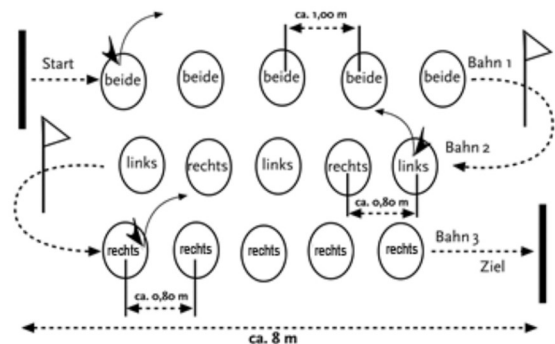 ca. 1,00 m
Start
beide
beide
beide
beide
beide
Bahn 1
Bahn 2
links
rechts
links
rechts
links
ca. 0,80 m
rechts
rechts
rechts
rechts
rechts
Bahn 3
Ziel
ca. 0,80 m
ca. 8 m